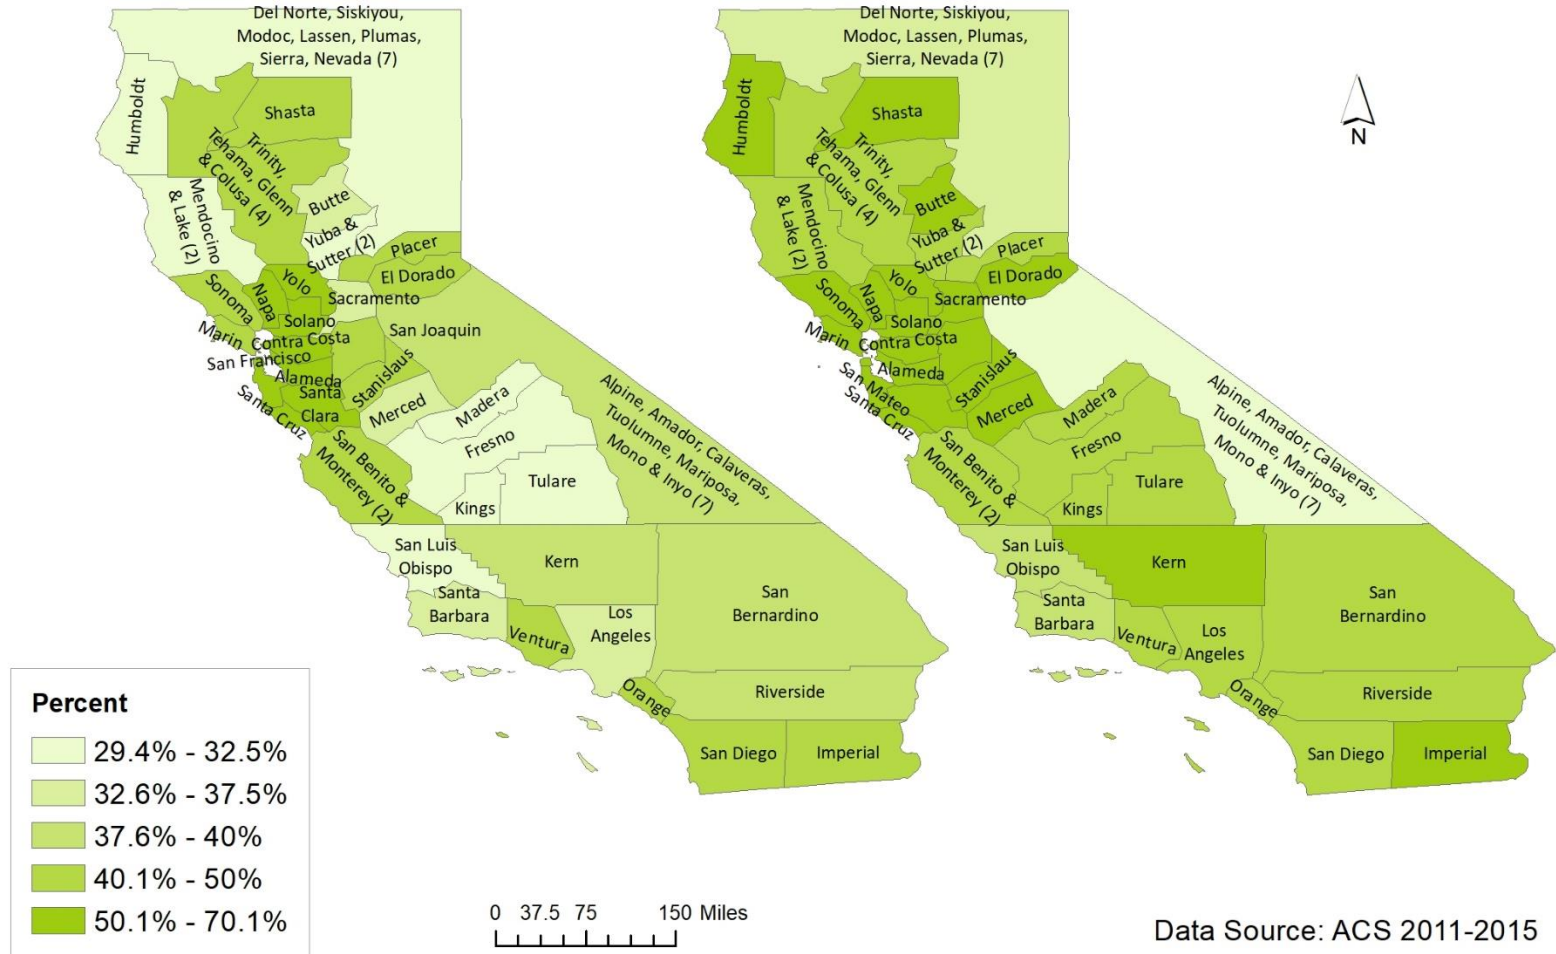 Del Norte, Siskiyou,
Modoc, Lassen, Plumas,
Sierra, Nevada (7)
Humboldt
Shasta
Trinity,
Tehama, Glenn
& Colusa (4)
Mendocino
& Lake (2)
Butte
Yuba &
Sutter (2)
Placer
El Dorado
Yolo
Sonoma
Napa
Sacramento
Solano
Marin
Contra Costa
San Joaquin
San Francisco
Alameda
Stanislaus
Santa
Clara
Santa Cruz
Merced
Madera
Fresno
San Benito &
Monterey (2)
Alpine, Amador, Calaveras,
Tuolumne, Mariposa,
Mono & Inyo (7)
Tulare
Kings
San Luis
Obispo
Kern
Santa
Barbara
Ventura
Los
Angeles
San
Bernardino
Orange
Riverside
San Diego
Imperial
Del Norte, Siskiyou,
Modoc, Lassen, Plumas,
Sierra, Nevada (7)
Humboldt
Shasta
Trinity,
Tehama, Glenn
& Colusa (4)
Mendocino
& Lake (2)
Butte
Yuba &
Sutter (2)
Placer
El Dorado
Yolo
Sonoma
Napa
Sacramento
Solano
Marin
Contra Costa
Alameda
San Mateo
Stanislaus
Santa Cruz
Merced
Madera
Fresno
San Benito &
Monterey (2)
Alpine, Amador, Calaveras,
Tuolumne, Mariposa,
Mono & Inyo (7)
Tulare
Kings
San Luis
Obispo
Kern
Santa
Barbara
Ventura
Los
Angeles
San
Bernardino
Orange
Riverside
San Diego
Imperial
N
Percent
29.4% - 32.5%
32.6% - 37.5%
37.6% - 40%
40.1% - 50%
50.1% - 70.1%
0 37.5 75 150 Miles
Data Source: ACS 2011-2015